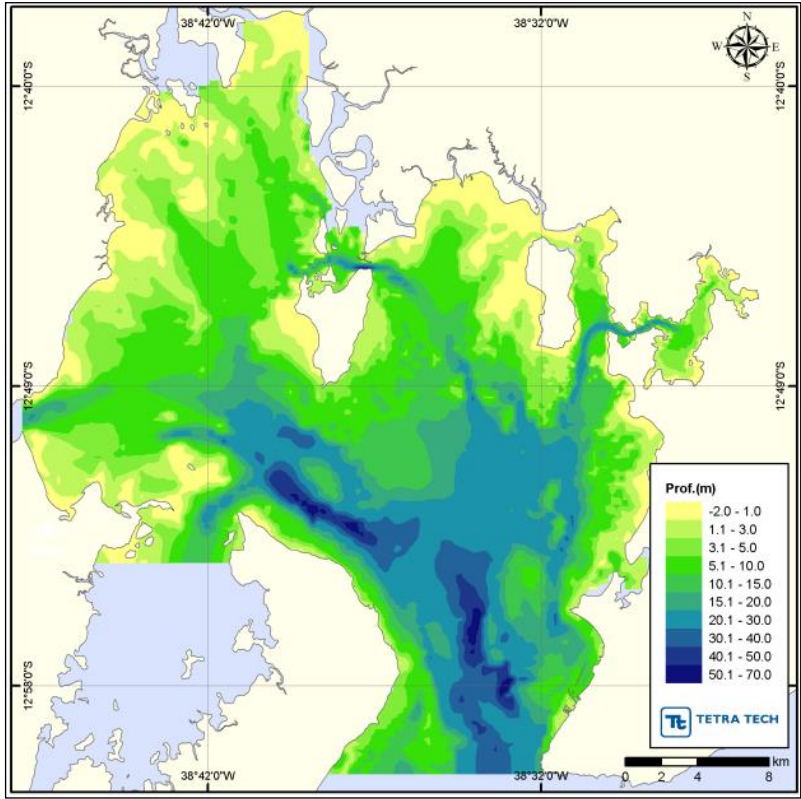 38°42'0"W
38°32'0"W
N
W E
S
12°40'0"S
12°40'0"S
12°49'0"S
12°49'0"S
Prof.(m)
-2.0 - 1.0
1.1 - 3.0
3.1 - 5.0
5.1 - 10.0
10.1 - 15.0
15.1 - 20.0
20.1 - 30.0
30.1 - 40.0
40.1 - 50.0
50.1 - 70.0
12°58'0"S
12°58'0"S
Tt TETRA TECH
km
0 2 4 8
38°42'0"W
38°32'0"W